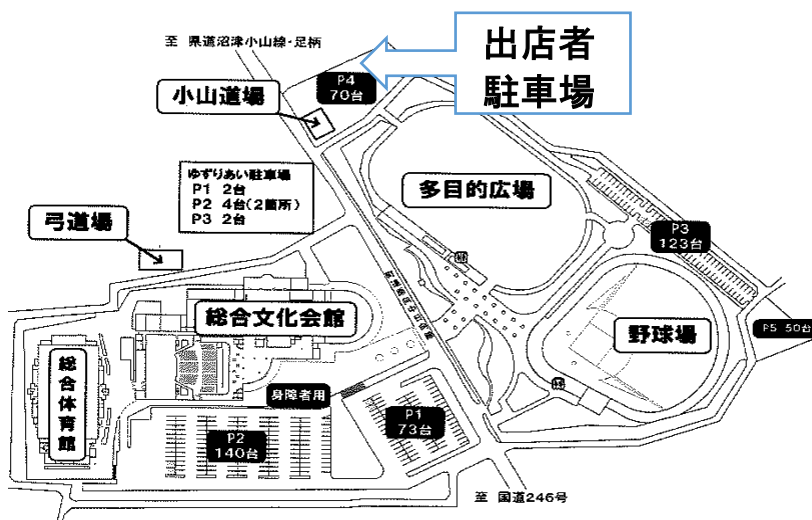 至 県道沼津小山線・足柄
出店者
駐車場
P4
70台
小山道場
ゆずりあい駐車場
P1 2台
P2 4台(2箇所)
P3 2台
多目的広場
弓道場
P3
123台
総合文化会館
野球場
P5 50台
総合体育館
身障者用
P1
73台
P2
140台
至 国道246号